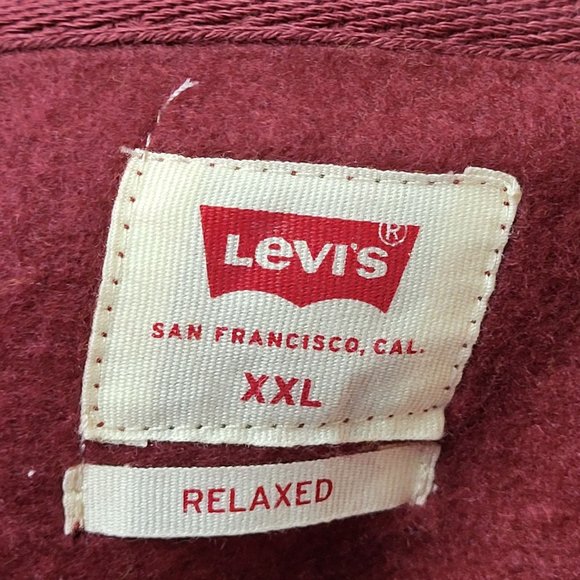 Levi's®
SAN FRANCISCO, CAL.
XXL
RELAXED